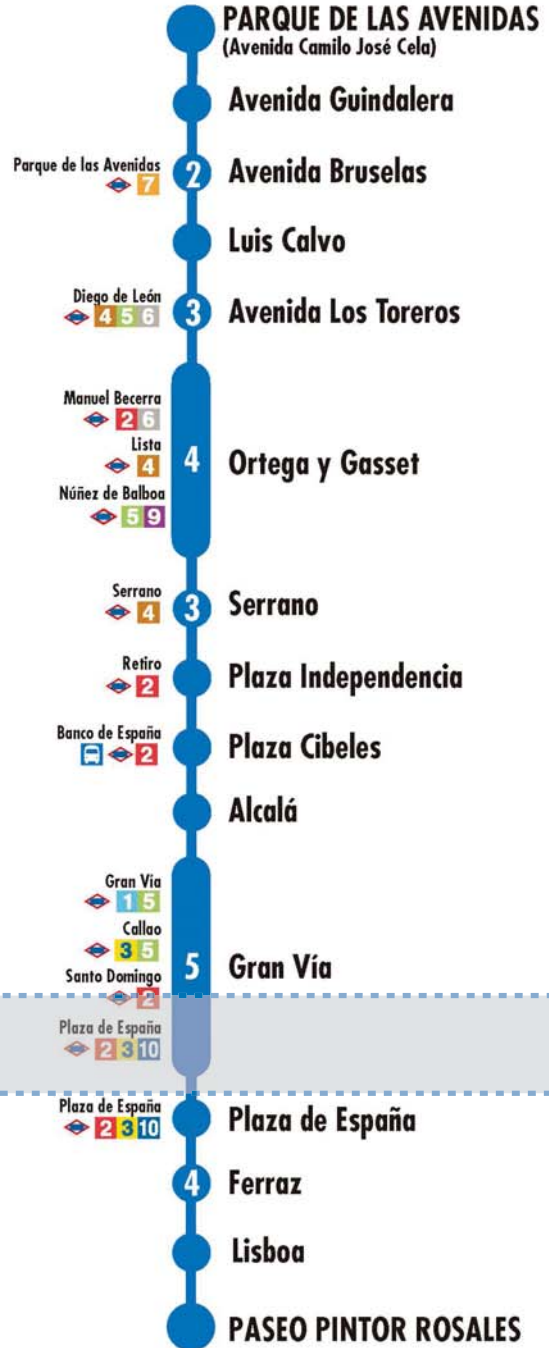 PARQUE DE LAS AVENIDAS
(Avenida Camilo José Cela)
Avenida Guindalera
Parque de las Avenidas
7
2
Avenida Bruselas
Luis Calvo
Diego de León
4 5 6
3
Avenida Los Toreros
Manuel Becerra
2 6
Lista
4
Núñez de Balboa
5 9
4
Ortega y Gasset
Serrano
4
3
Serrano
Retiro
2
Plaza Independencia
Banco de España
2
Plaza Cibeles
Alcalá
Gran Vía
1 5
Callao
3 5
Santo Domingo
2
Plaza de España
2 3 10
5
Gran Vía
Plaza de España
2 3 10
Plaza de España
4
Ferraz
Lisboa
PASEO PINTOR ROSALES